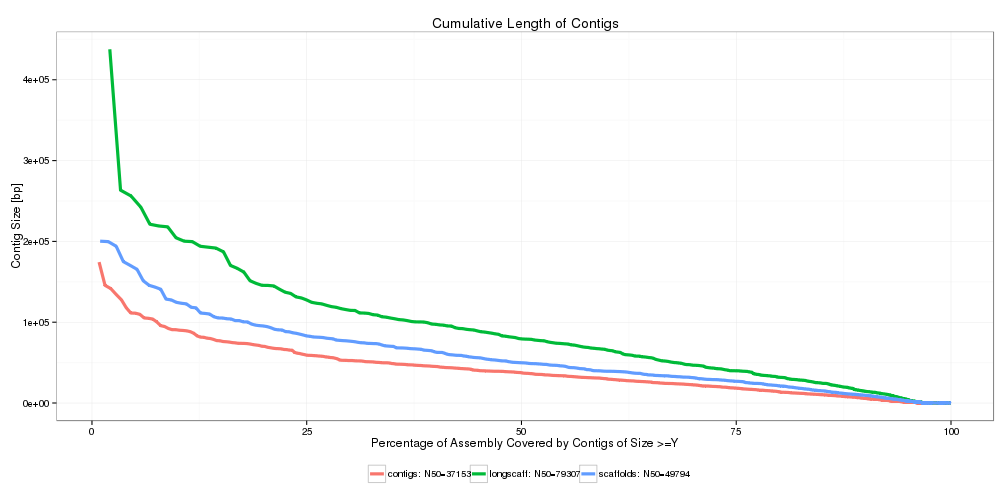 Cumulative Length of Contigs
Contig Size [bp]
4e+05
3e+05
2e+05
1e+05
0e+00
0 25 50 75 100
Percentage of Assembly Covered by Contigs of Size >=Y
contigs: N50=37153 longscaff: N50=79307 scaffolds: N50=49794